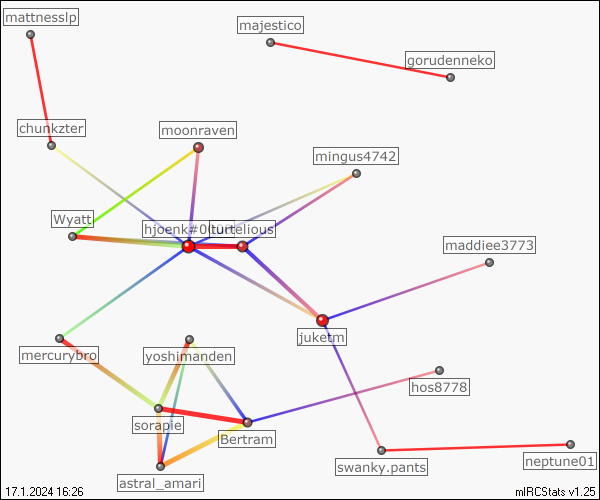 mattnesslp
majestico
gorudenneko
chunkzter
moonraven
mingus4742
Wyatt
hjoenk#0 turtelious
maddiee3773
juketm
mercurybro
yoshimanden
hos8778
sorapie
Bertram
swanky.pants
neptune01
astral_amari
17.1.2024 16:26
mIRCStats v1.25